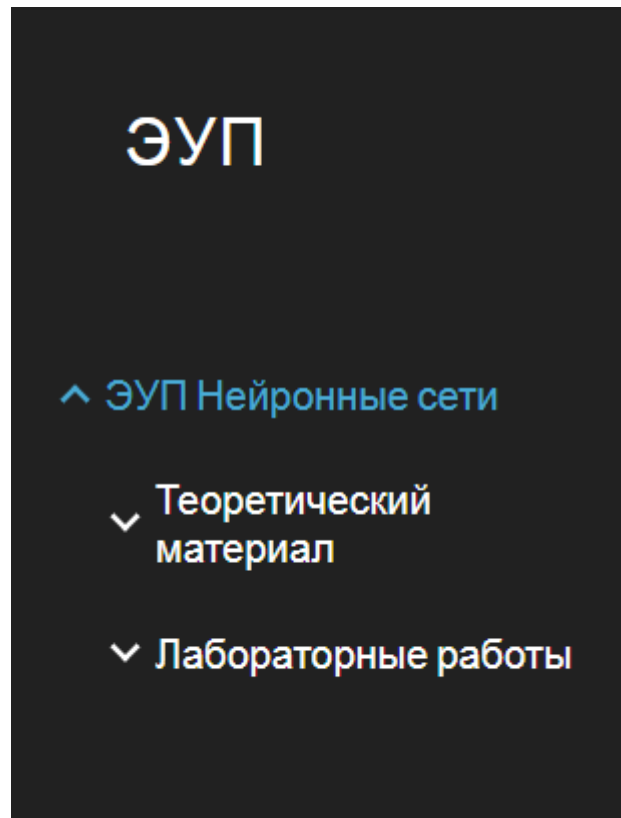 ЭУП
ЭУП Нейронные сети
Теоретический
материал
Лабораторные работы